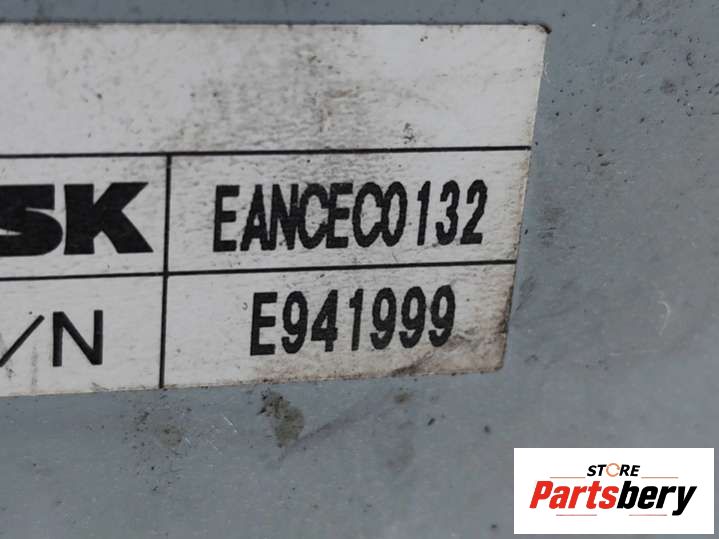 SK EANCEC0132
/N E941999
STORE
Partsbery